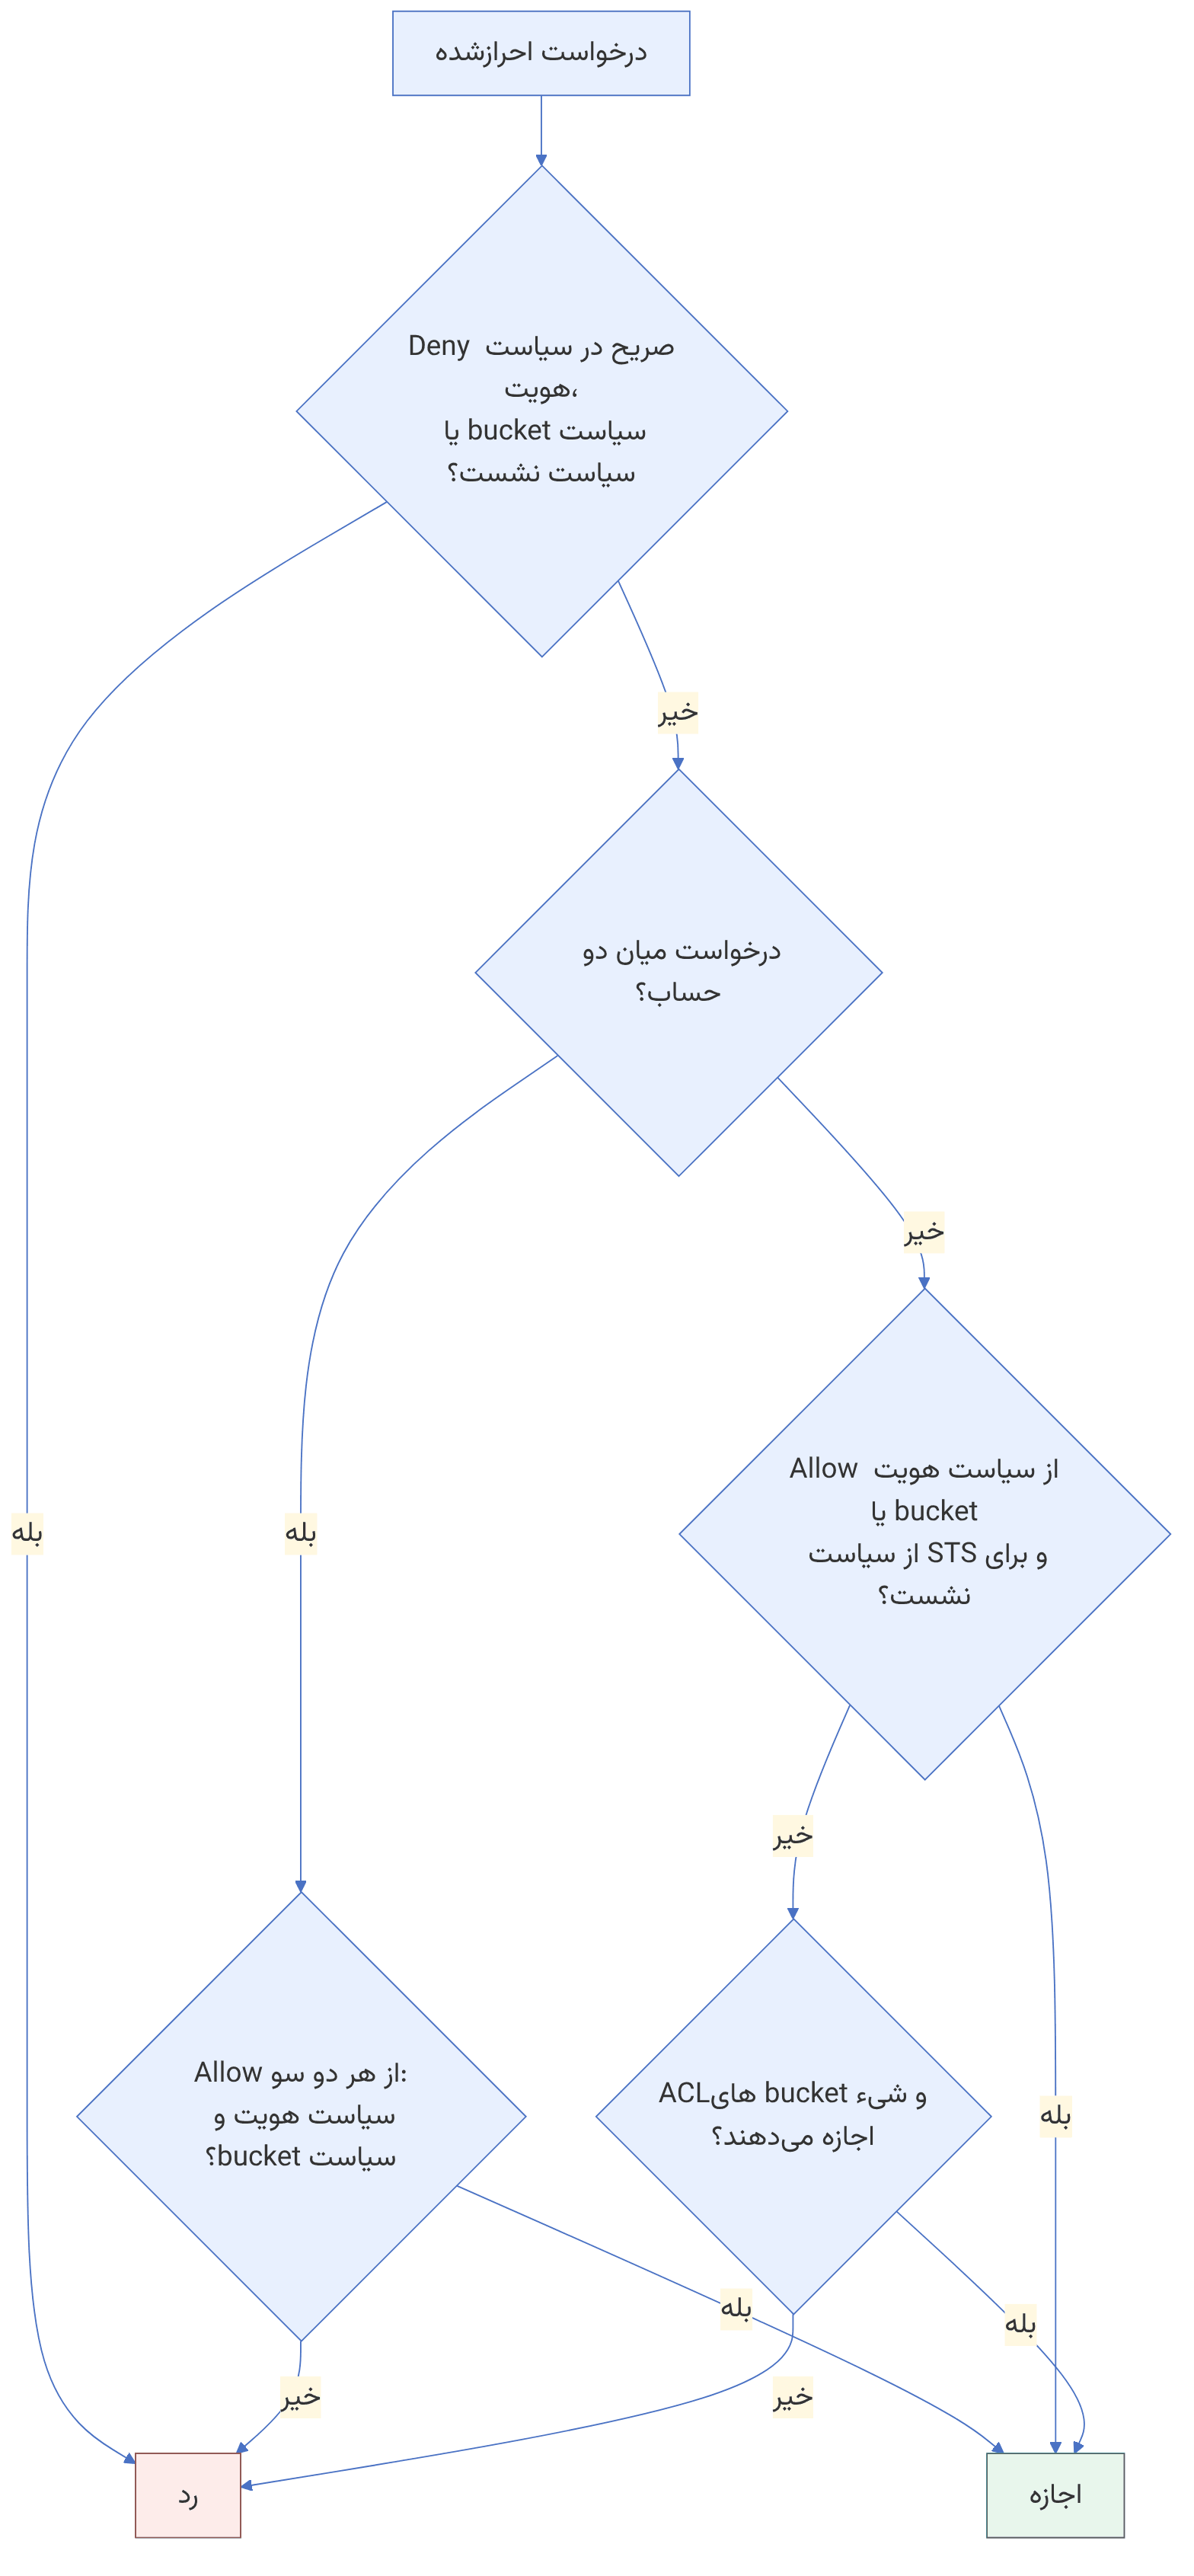 درخواست احرازشده
Deny صریح در سیاست
هویت،
سیاست bucket یا
سیاست نشست؟
خیر
درخواست میان دو
حساب؟
خیر
Allow از سیاست هویت
یا bucket
و برای STS از سیاست
نشست؟
بله
بله
خیر
Allow از هر دو سو:
سیاست هویت و
سیاست bucket؟
ACLهای bucket و شیء
اجازه می‌دهند؟
بله
بله
بله
خیر
خیر
رد
اجازه